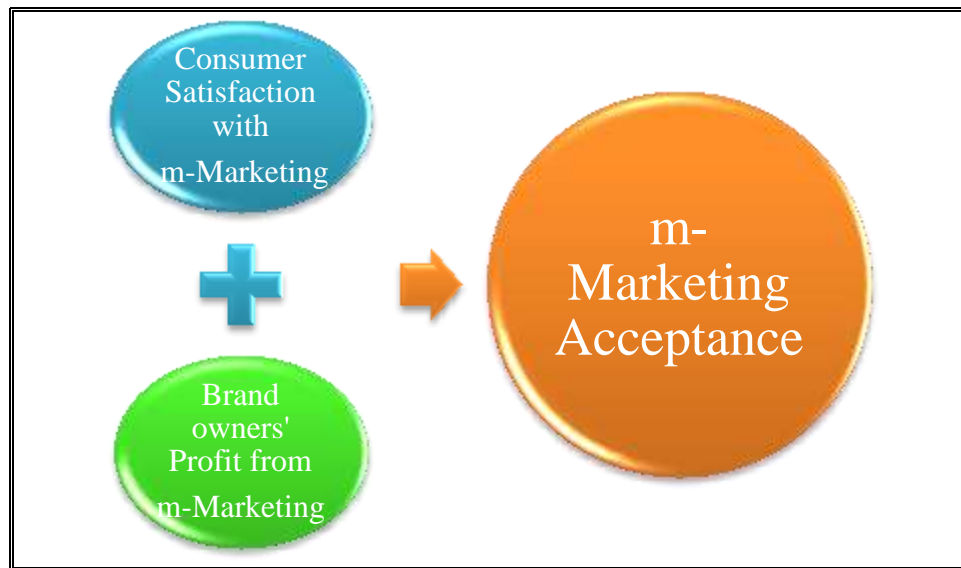 Consumer
Satisfaction
with
m-Marketing
Brand
owners'
Profit from
m-Marketing
m-
Marketing
Acceptance